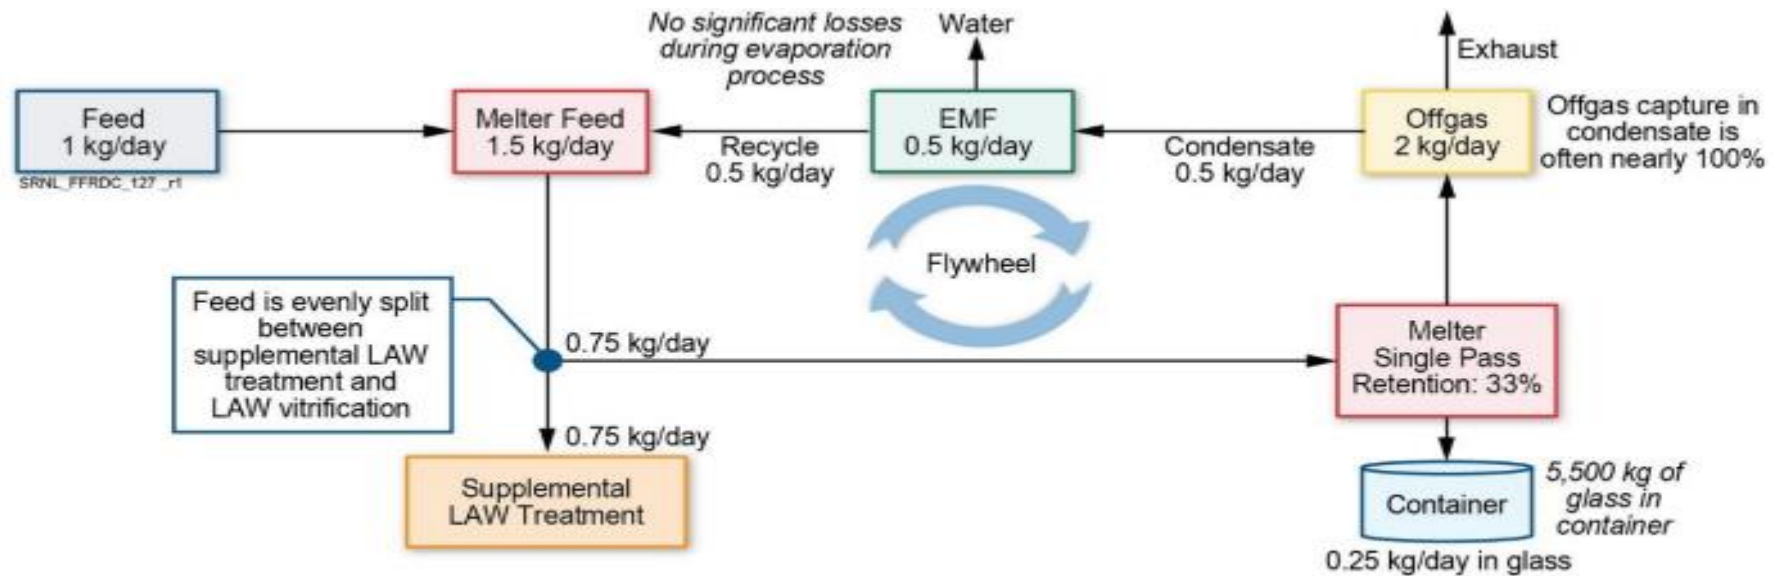 No significant losses
during evaporation
process
Water
Exhaust
Feed
1 kg/day
SRNL_FFRDC_127 _r1
Melter Feed
1.5 kg/day
Recycle
0.5 kg/day
EMF
0.5 kg/day
Condensate
0.5 kg/day
Offgas
2 kg/day
Offgas capture in
condensate is
often nearly 100%
Flywheel
Feed is evenly split
between
supplemental LAW
treatment and
LAW vitrification
0.75 kg/day
0.75 kg/day
Supplemental
LAW Treatment
Melter
Single Pass
Retention: 33%
Container
5,500 kg of
glass in
container
0.25 kg/day in glass